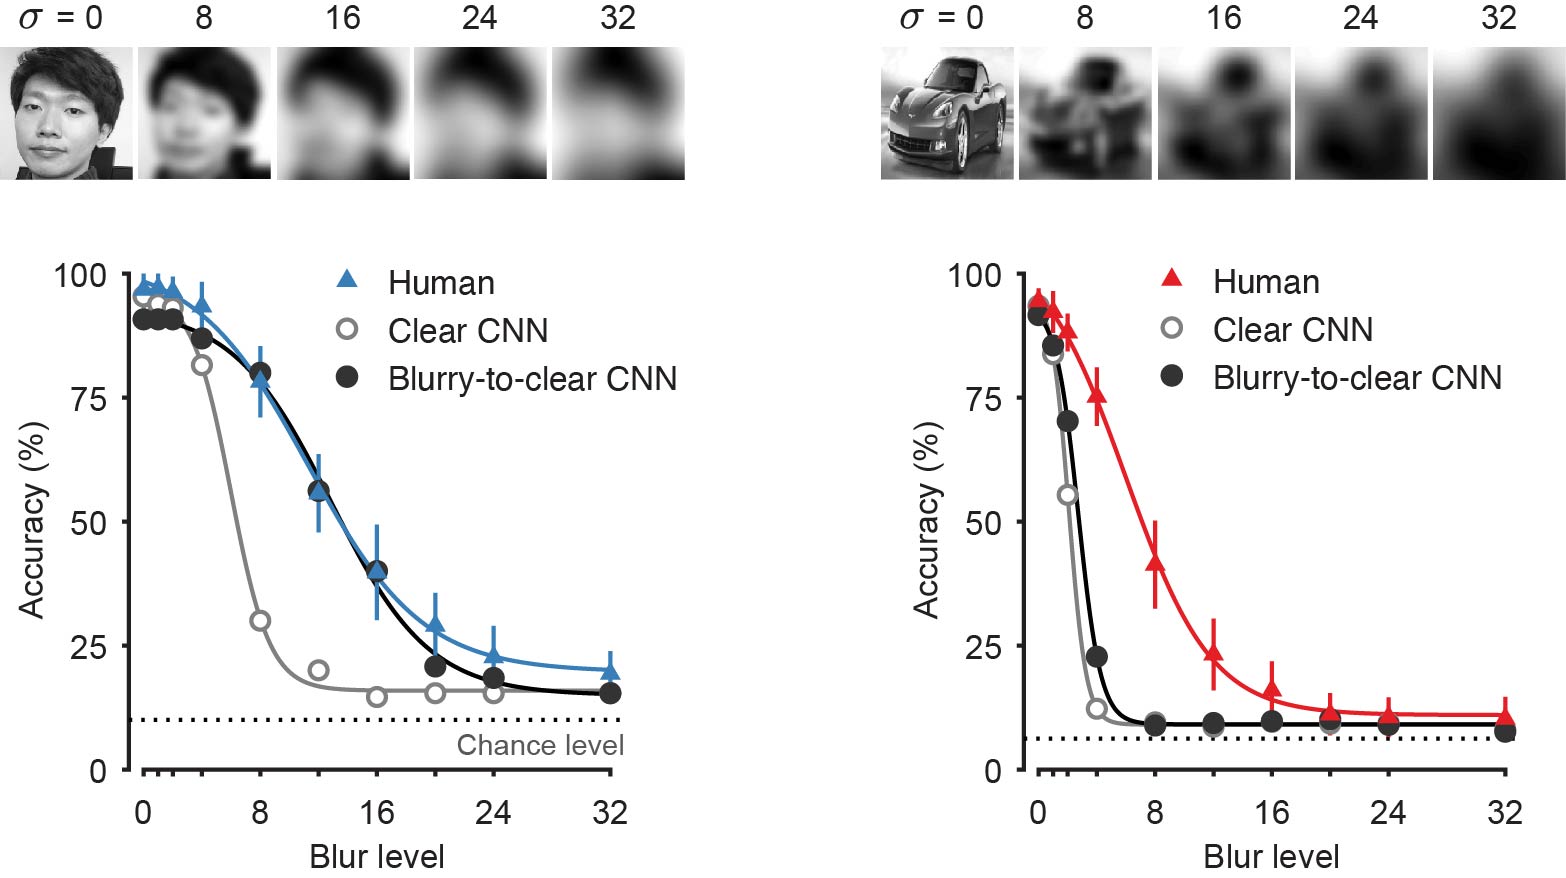 σ = 0 8 16 24 32
Human
Clear CNN
Blurry-to-clear CNN
100
75
50
25
0
Accuracy (%)
Chance level
0 8 16 24 32
Blur level
σ = 0 8 16 24 32
Human
Clear CNN
Blurry-to-clear CNN
100
75
50
25
0
Accuracy (%)
0 8 16 24 32
Blur level